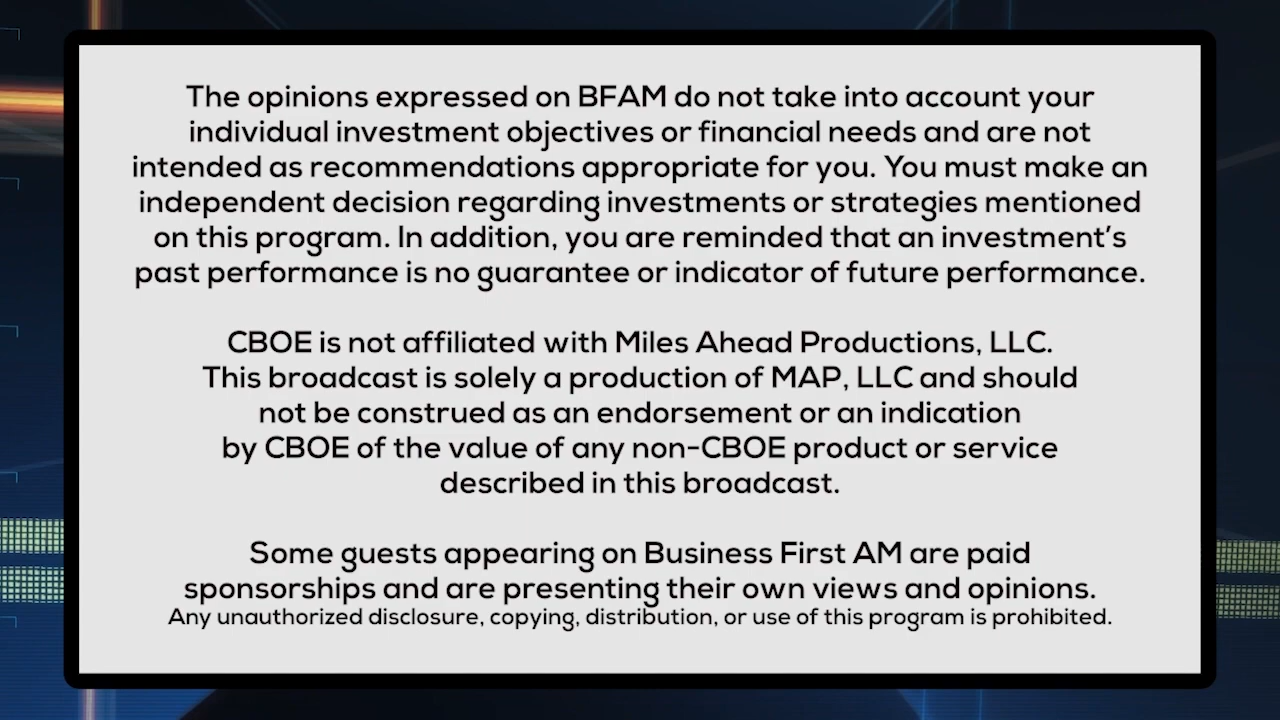 The opinions expressed on BFAM do not take into account your
individual investment objectives or financial needs and are not
intended as recommendations appropriate for you. You must make an
independent decision regarding investments or strategies mentioned
on this program. In addition, you are reminded that an investment’s
past performance is no guarantee or indicator of future performance.
CBOE is not affiliated with Miles Ahead Productions, LLC.
This broadcast is solely a production of MAP, LLC and should
not be construed as an endorsement or an indication
by CBOE of the value of any non-CBOE product or service
described in this broadcast.
Some guests appearing on Business First AM are paid
sponsorships and are presenting their own views and opinions.
Any unauthorized disclosure, copying, distribution, or use of this program is prohibited.